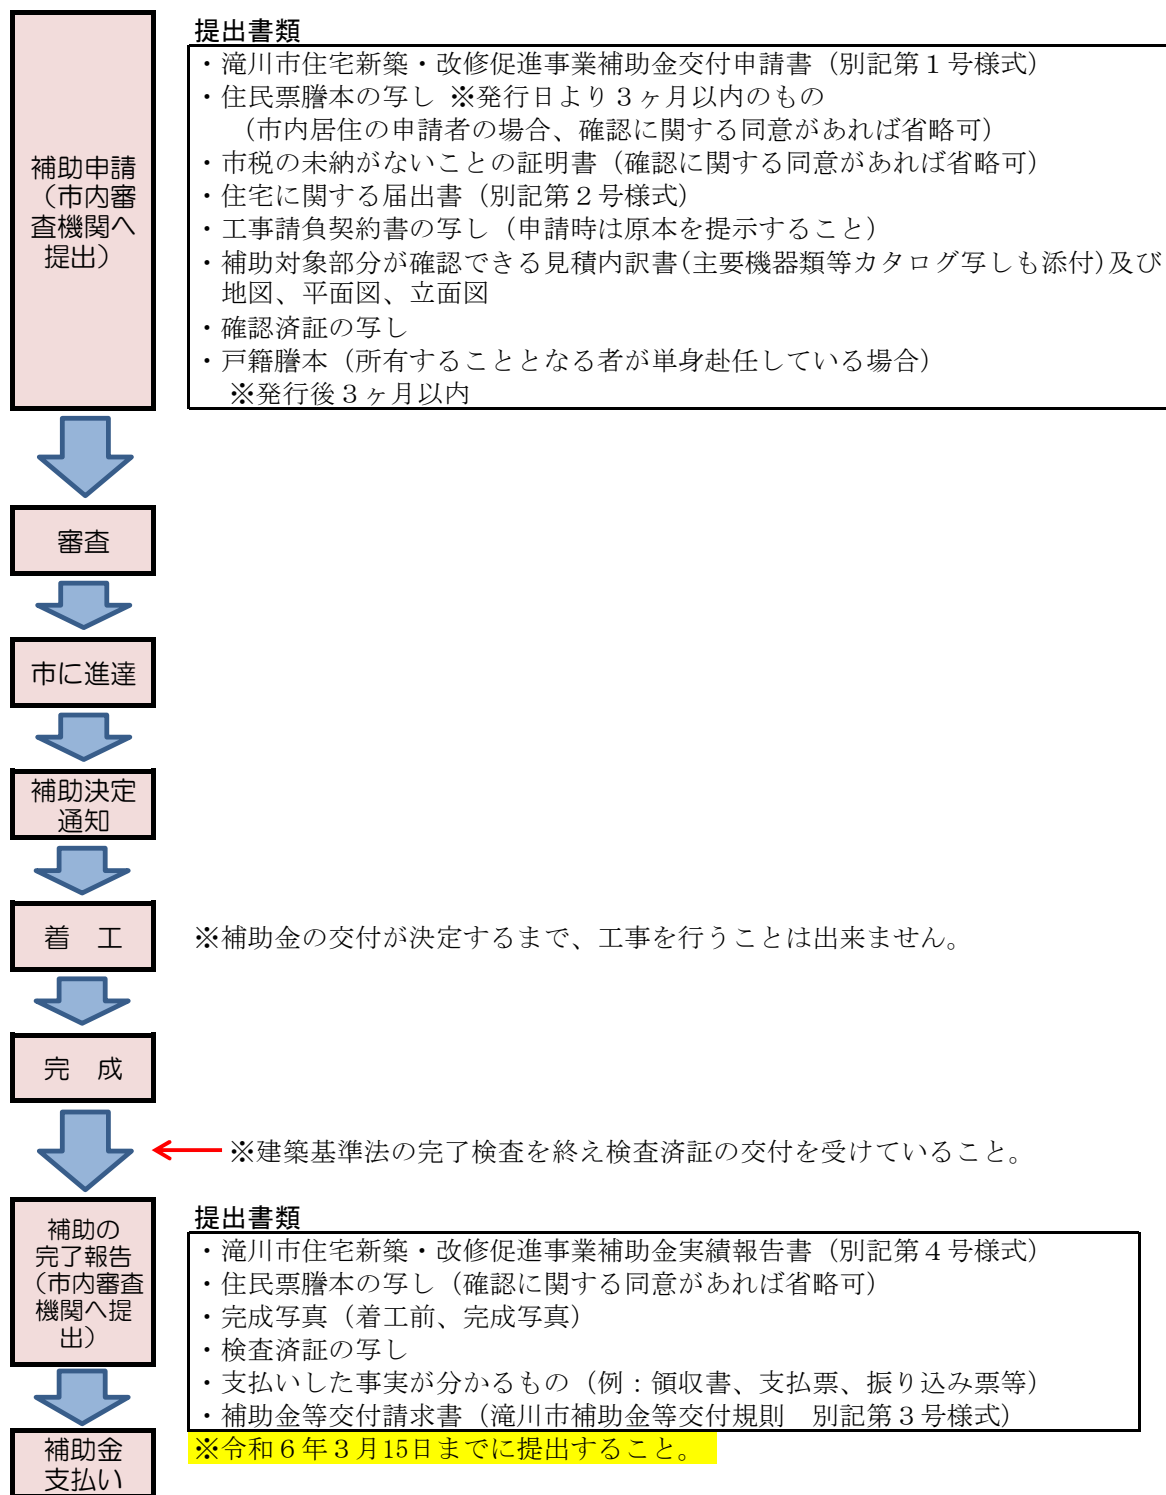 補助申請
（市内審
査機関へ
提出）
提出書類
・滝川市住宅新築・改修促進事業補助金交付申請書（別記第１号様式）
・住民票謄本の写し ※発行日より３ヶ月以内のもの
（市内居住の申請者の場合、確認に関する同意があれば省略可）
・市税の未納がないことの証明書（確認に関する同意があれば省略可）
・住宅に関する届出書（別記第２号様式）
・工事請負契約書の写し（申請時は原本を提示すること）
・補助対象部分が確認できる見積内訳書(主要機器類等カタログ写しも添付)及び
地図、平面図、立面図
・確認済証の写し
・戸籍謄本（所有することとなる者が単身赴任している場合）
※発行後３ヶ月以内
審査
市に進達
補助決定
通知
着　工
※補助金の交付が決定するまで、工事を行うことは出来ません。
完　成
※建築基準法の完了検査を終え検査済証の交付を受けていること。
補助の
完了報告
（市内審査
機関へ提
出）
提出書類
・滝川市住宅新築・改修促進事業補助金実績報告書（別記第４号様式）
・住民票謄本の写し（確認に関する同意があれば省略可）
・完成写真（着工前、完成写真）
・検査済証の写し
・支払いした事実が分かるもの（例：領収書、支払票、振り込み票等）
・補助金等交付請求書（滝川市補助金等交付規則　別記第３号様式）
※令和６年３月15日までに提出すること。
補助金
支払い